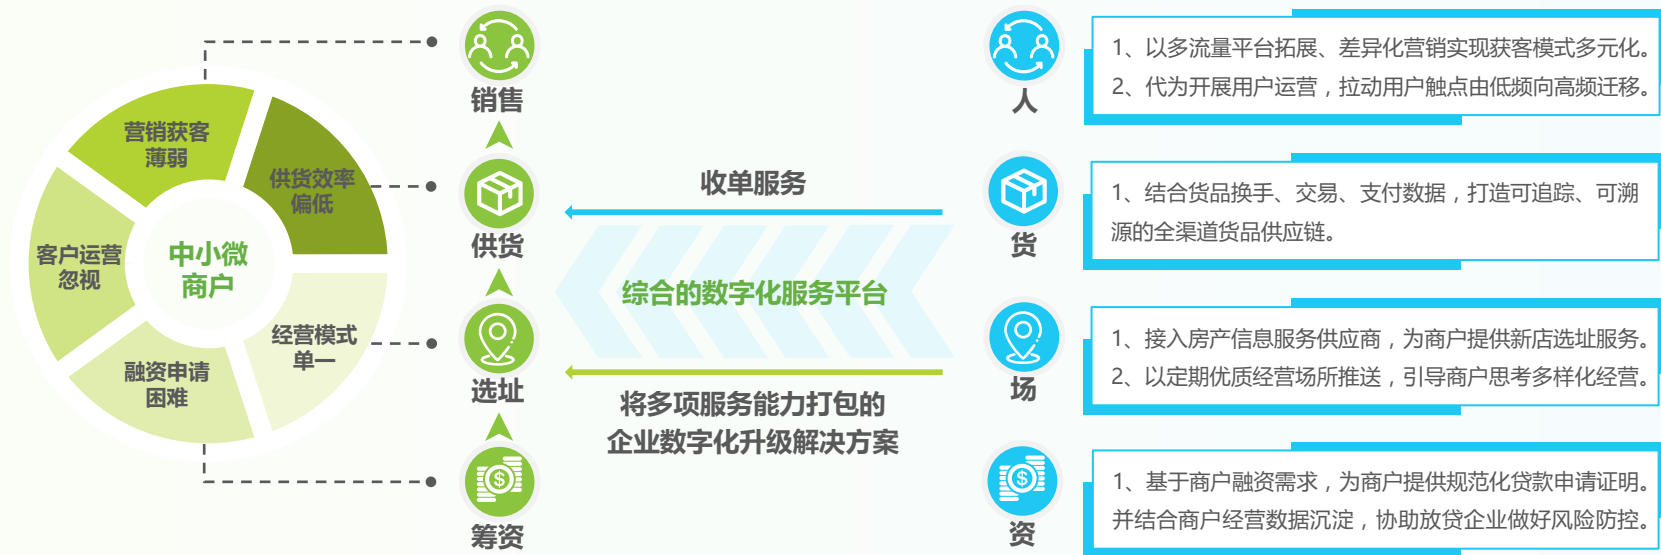 营销获客
薄弱
供货效率
偏低
客户运营
忽视
中小微
商户
经营模式
单一
融资申请
困难
销售
供货
选址
筹资
收单服务
综合的数字化服务平台
将多项服务能力打包的
企业数字化升级解决方案
人
1、以多流量平台拓展、差异化营销实现获客模式多元化。
2、代为开展用户运营，拉动用户触点由低频向高频迁移。
货
1、结合货品换手、交易、支付数据，打造可追踪、可溯
源的全渠道货品供应链。
场
1、接入房产信息服务供应商，为商户提供新店选址服务。
2、以定期优质经营场所推送，引导商户思考多样化经营。
资
1、基于商户融资需求，为商户提供规范化贷款申请证明。
并结合商户经营数据沉淀，协助放贷企业做好风险防控。